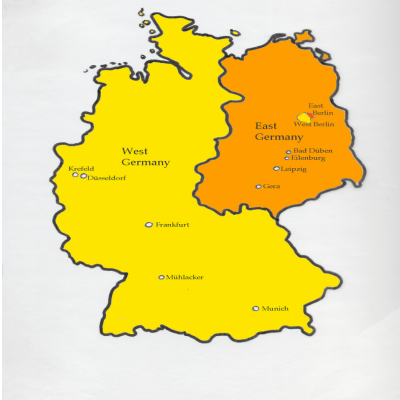 East
Berlin
West Berlin
East
Germany
Bad Düben
Eilenburg
Leipzig
Gera
West
Germany
Krefeld
Düsseldorf
Frankfurt
Mühlacker
Munich